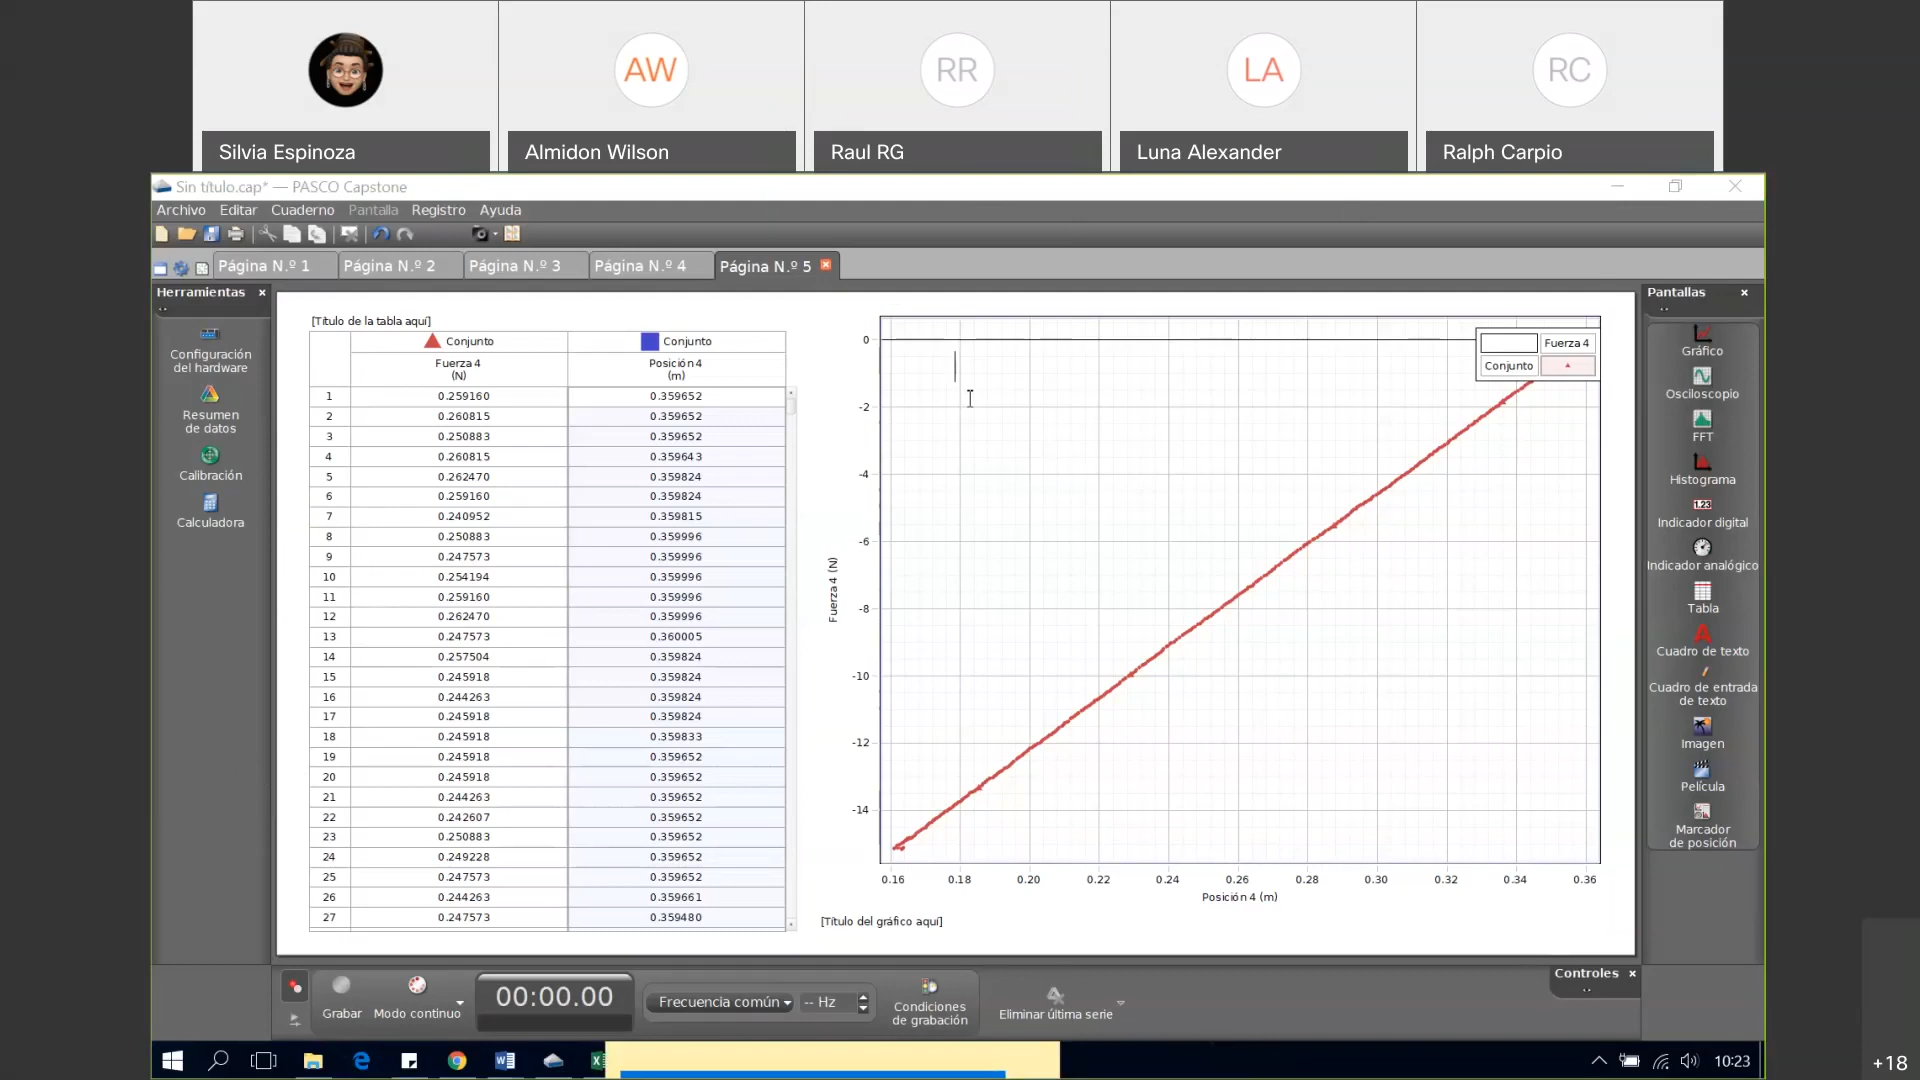 AW
RR
LA
RC
Silvia Espinoza
Almidon Wilson
Raul RG
Luna Alexander
Ralph Carpio
Sin título.cap* — PASCO Capstone
Archivo Editar Cuaderno Pantalla Registro Ayuda
Página N.º 1 Página N.º 2 Página N.º 3 Página N.º 4 Página N.º 5
Herramientas
Configuración
del hardware
Resumen
de datos
Calibración
Calculadora
[Título de la tabla aquí]
Conjunto Conjunto
Fuerza 4 Posición 4
(N) (m)
1 0.259160 0.359652
2 0.260815 0.359652
3 0.250883 0.359652
4 0.260815 0.359643
5 0.262470 0.359824
6 0.259160 0.359824
7 0.240952 0.359815
8 0.250883 0.359996
9 0.247573 0.359996
10 0.254194 0.359996
11 0.259160 0.359996
12 0.262470 0.359996
13 0.247573 0.360005
14 0.257504 0.359824
15 0.245918 0.359824
16 0.244263 0.359824
17 0.245918 0.359824
18 0.245918 0.359833
19 0.245918 0.359652
20 0.245918 0.359652
21 0.244263 0.359652
22 0.242607 0.359652
23 0.250883 0.359652
24 0.249228 0.359652
25 0.247573 0.359652
26 0.244263 0.359661
27 0.247573 0.359480
Fuerza 4
Conjunto
0
-2
-4
-6
-8
-10
-12
-14
Fuerza 4 (N)
0.16 0.18 0.20 0.22 0.24 0.26 0.28 0.30 0.32 0.34 0.36
Posición 4 (m)
[Título del gráfico aquí]
Pantallas
Gráfico
Osciloscopio
FFT
Histograma
1.23
Indicador digital
Indicador analógico
Tabla
Cuadro de texto
Cuadro de entrada
de texto
Imagen
Película
Marcador
de posición
Grabar
Modo continuo
00:00.00
Frecuencia común
-- Hz
Condiciones
de grabación
Eliminar última serie
Controles
10:23
+18